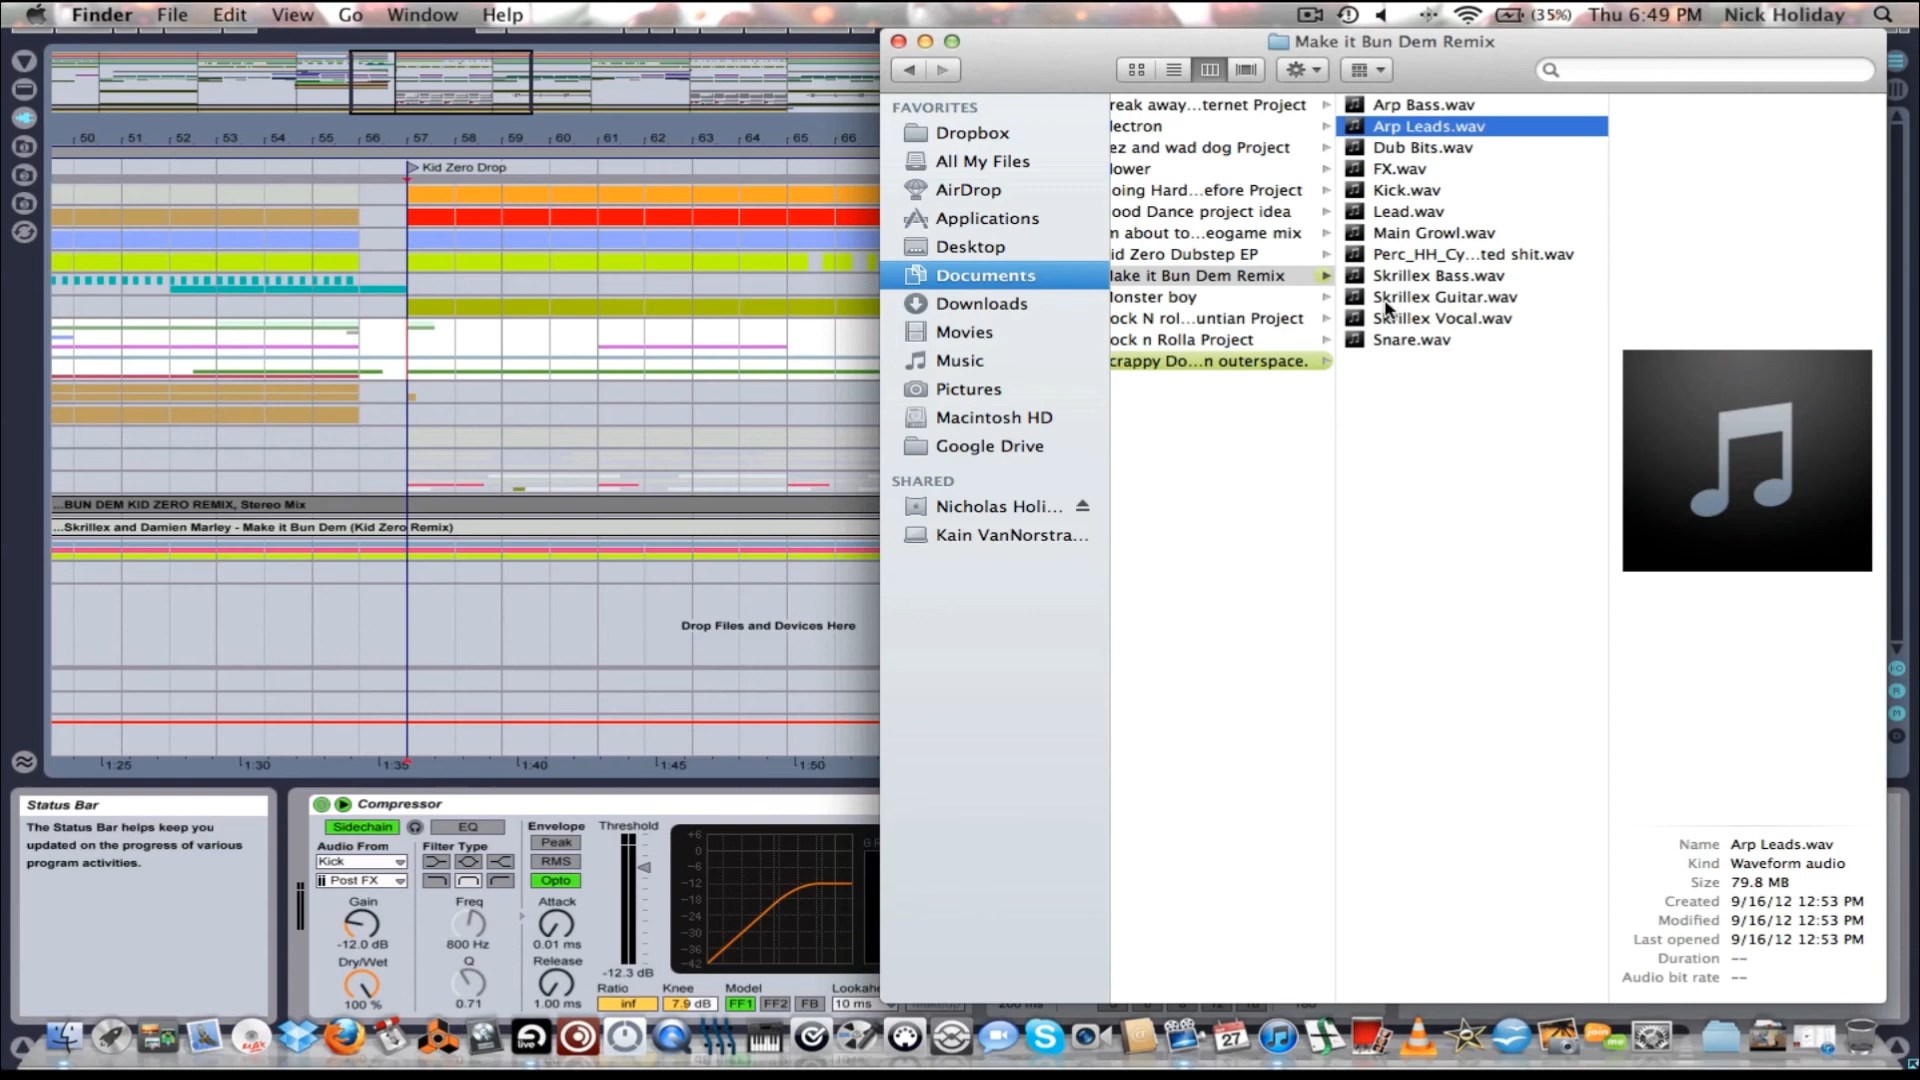 Finder File Edit View Go Window Help
(35%) Thu 6:49 PM Nick Holiday
Make it Bun Dem Remix
50 51 52 53 54 55 56 57 58 59 60 61 62 63 64 65 66
Kid Zero Drop
...BUN DEM KID ZERO REMIX, Stereo Mix
...Skrillex and Damien Marley - Make it Bun Dem (Kid Zero Remix)
Drop Files and Devices Here
1:25 1:30 1:35 1:40 1:45 1:50
FAVORITES
Dropbox
All My Files
AirDrop
Applications
Desktop
Documents
Downloads
Movies
Music
Pictures
Macintosh HD
Google Drive
SHARED
Nicholas Holi...
Kain VanNorstra...
reak away...ternet Project
lectron
ez and wad dog Project
lower
oing Hard...efore Project
ood Dance project idea
n about to...eogame mix
id Zero Dubstep EP
lake it Bun Dem Remix
lonster boy
ock N rol...untian Project
ock n Rolla Project
crappy Do...n outerspace.
Arp Bass.wav
Arp Leads.wav
Dub Bits.wav
FX.wav
Kick.wav
Lead.wav
Main Growl.wav
Perc_HH_Cy...ted shit.wav
Skrillex Bass.wav
Skrillex Guitar.wav
Skrillex Vocal.wav
Snare.wav
Name Arp Leads.wav
Kind Waveform audio
Size 79.8 MB
Created 9/16/12 12:53 PM
Modified 9/16/12 12:53 PM
Last opened 9/16/12 12:53 PM
Duration --
Audio bit rate --
Status Bar
The Status Bar helps keep you
updated on the progress of various
program activities.
Compressor
Sidechain EQ
Audio From
Kick
Post FX
Gain
-12.0 dB
Dry/Wet
100 %
Filter Type
Freq
800 Hz
Q
0.71
Envelope
Peak
RMS
Opto
Attack
0.01 ms
Release
1.00 ms
Threshold
-12.3 dB
Ratio
inf
Knee
7.9 dB
Model
FF1 FF2 FB
Lookahe
10 ms
+6
0
-6
-12
-18
-24
-30
-36
-42
live
27
join
me